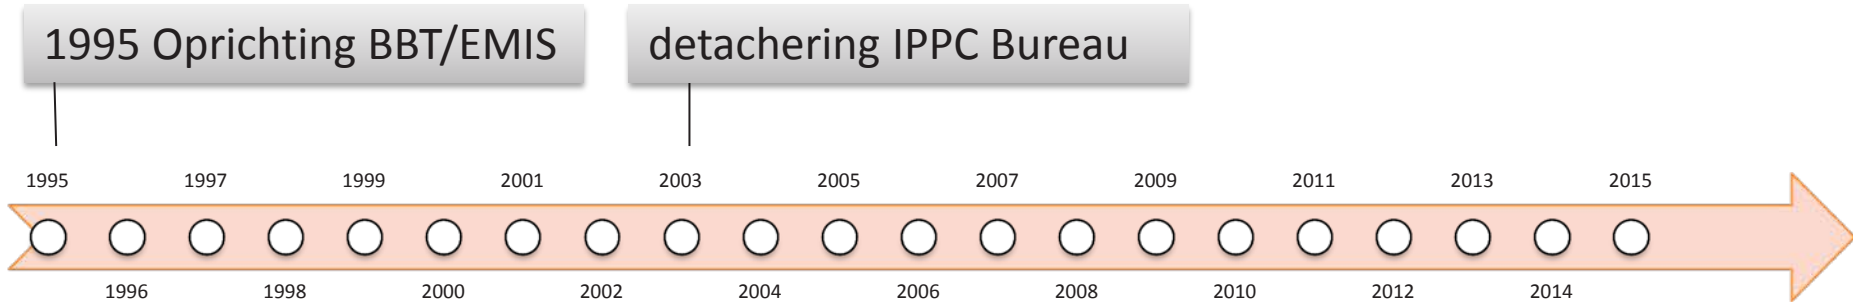 1995 Oprichting BBT/EMIS
detachering IPPC Bureau
1995 1997 1999 2001 2003 2005 2007 2009 2011 2013 2015
1996 1998 2000 2002 2004 2006 2008 2010 2012 2014